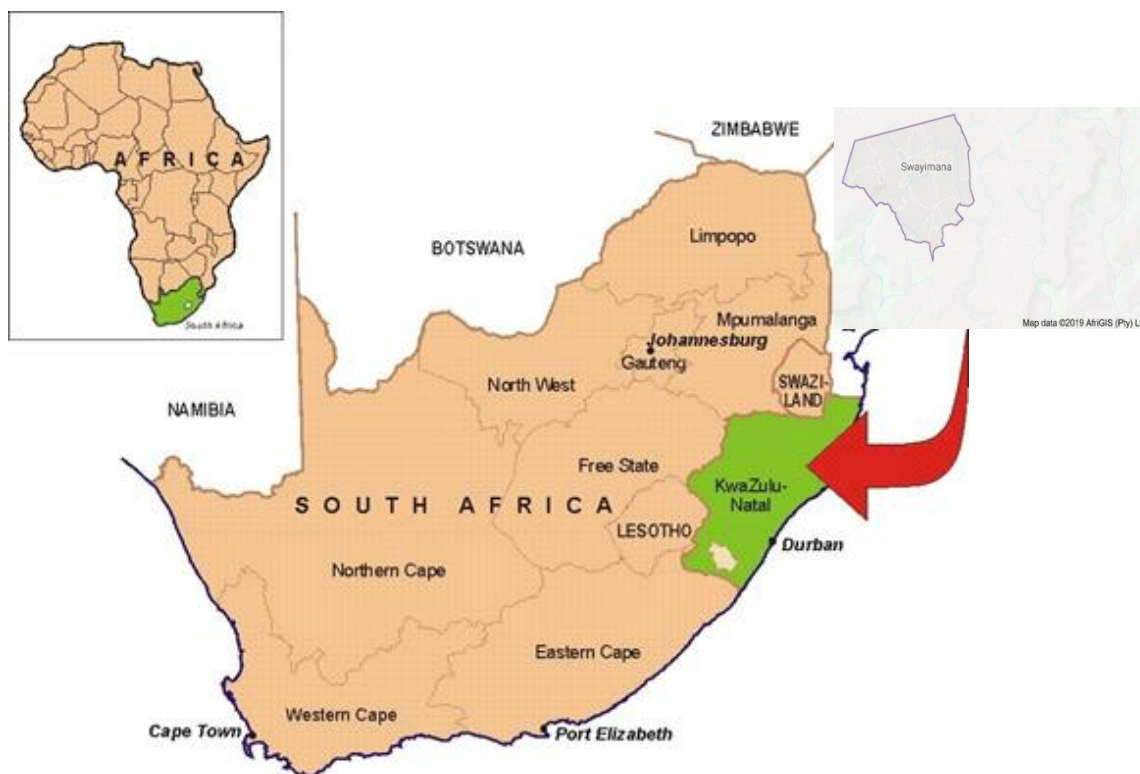 AFRICA
South Africa
ZIMBABWE
Swayimana
Map data ©2019 AfriGIS (Pty) L
BOTSWANA
Limpopo
Mpumalanga
Johannesburg
Gauteng
North West
SWAZI-
LAND
NAMIBIA
Free State
KwaZulu-
Natal
SOUTH AFRICA
LESOTHO
Durban
Northern Cape
Eastern Cape
Western Cape
Cape Town
Port Elizabeth